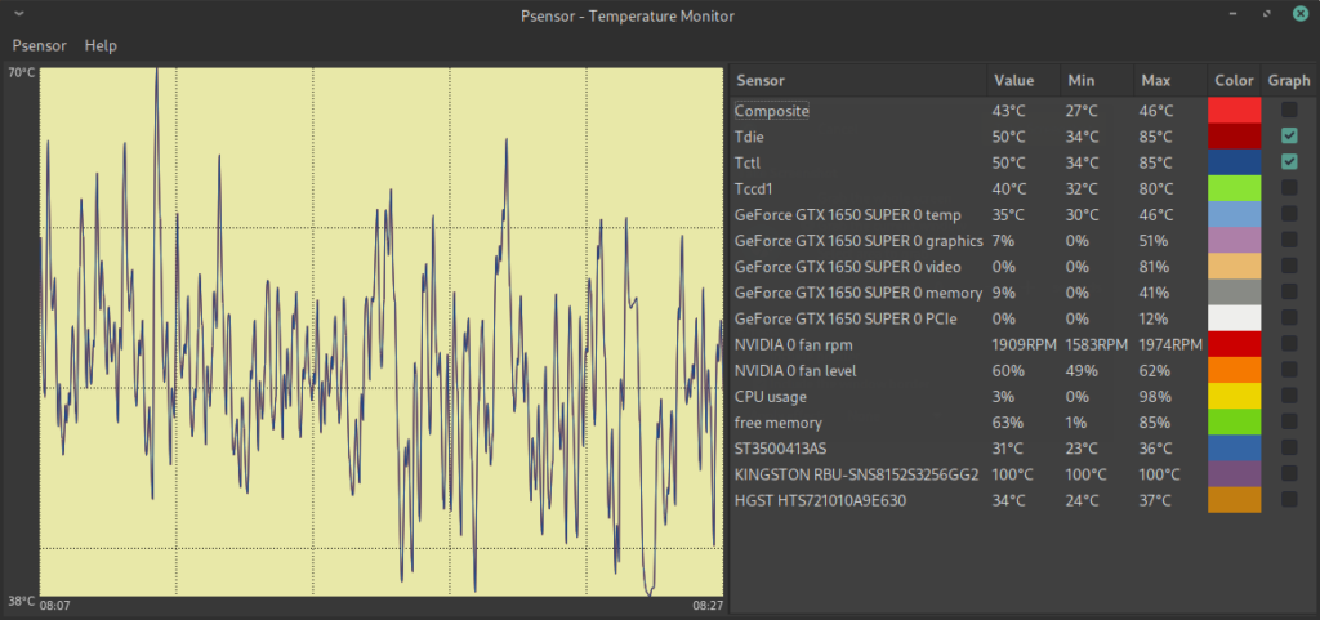 Psensor - Temperature Monitor
Psensor Help
70°C
38°C
08:07 08:27
Sensor Value Min Max Color Graph
Composite 43°C 27°C 46°C
Tdie 50°C 34°C 85°C
Tctl 50°C 34°C 85°C
Tccd1 40°C 32°C 80°C
GeForce GTX 1650 SUPER 0 temp 35°C 30°C 46°C
GeForce GTX 1650 SUPER 0 graphics 7% 0% 51%
GeForce GTX 1650 SUPER 0 video 0% 0% 81%
GeForce GTX 1650 SUPER 0 memory 9% 0% 41%
GeForce GTX 1650 SUPER 0 PCIe 0% 0% 12%
NVIDIA 0 fan rpm 1909RPM 1583RPM 1974RPM
NVIDIA 0 fan level 60% 49% 62%
CPU usage 3% 0% 98%
free memory 63% 1% 85%
ST3500413AS 31°C 23°C 36°C
KINGSTON RBU-SNS8152S3256GG2 100°C 100°C 100°C
HGST HTS721010A9E630 34°C 24°C 37°C